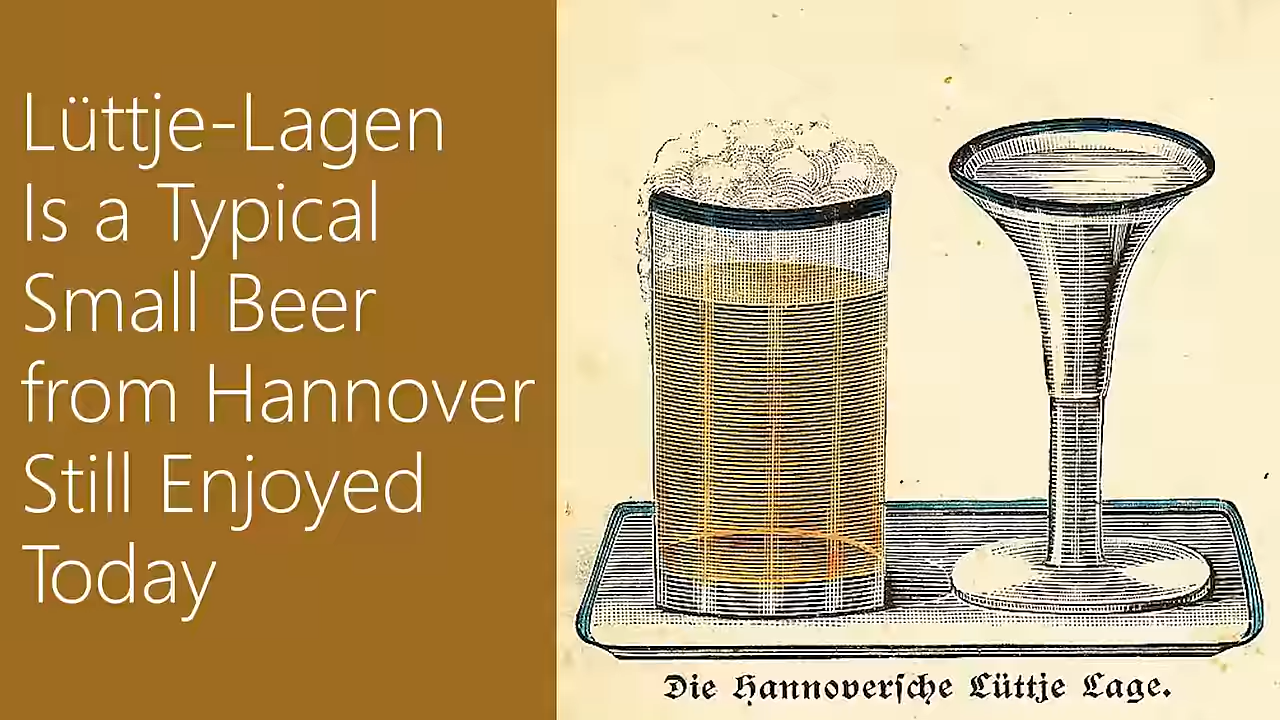 Lüttje-Lagen
Is a Typical
Small Beer
from Hannover
Still Enjoyed
Today
Die Hannoverſche Lüttje Lage.